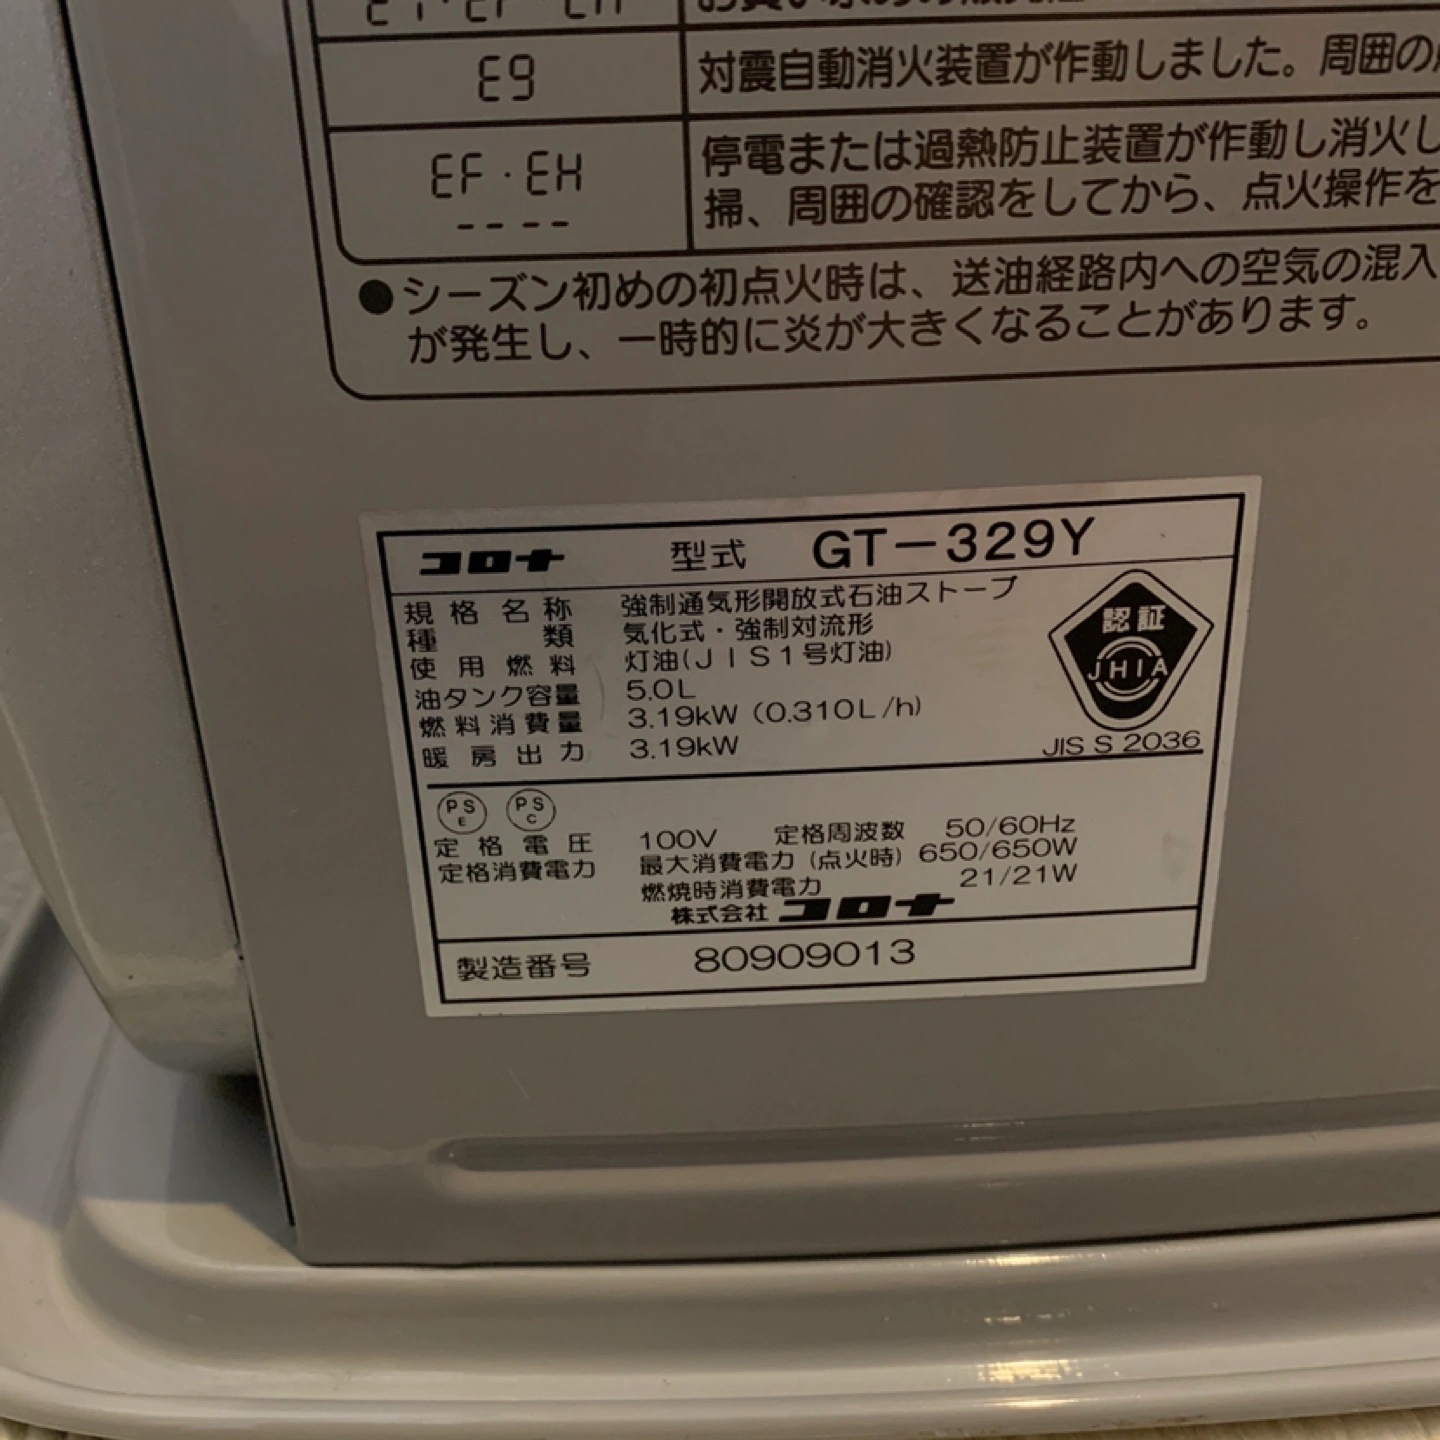 E9
対震自動消火装置が作動しました。周囲の
EF・EH
----
停電または過熱防止装置が作動し消火し
掃、周囲の確認をしてから、点火操作を
●シーズン初めの初点火時は、送油経路内への空気の混入
が発生し、一時的に炎が大きくなることがあります。
コロナ 型式 GT-329Y
規格名称 強制通気形開放式石油ストーブ
種類 気化式・強制対流形
使用燃料 灯油(JIS1号灯油)
油タンク容量 5.0L
燃料消費量 3.19kW (0.310L/h)
暖房出力 3.19kW
認証
JHIA
JIS S 2036
PS E PS C
定格電圧 100V 定格周波数 50/60Hz
定格消費電力 最大消費電力(点火時) 650/650W
燃焼時消費電力 21/21W
株式会社 コロナ
製造番号 80909013